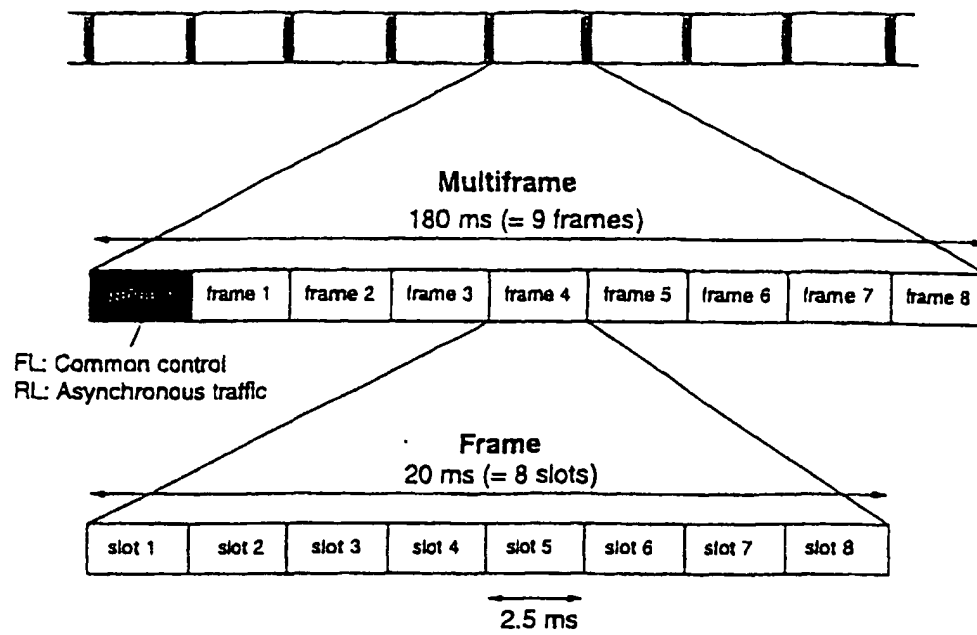 Multiframe
180 ms (= 9 frames)
frame 1 frame 2 frame 3 frame 4 frame 5 frame 6 frame 7 frame 8
FL: Common control
RL: Asynchronous traffic
Frame
20 ms (= 8 slots)
slot 1 slot 2 slot 3 slot 4 slot 5 slot 6 slot 7 slot 8
2.5 ms